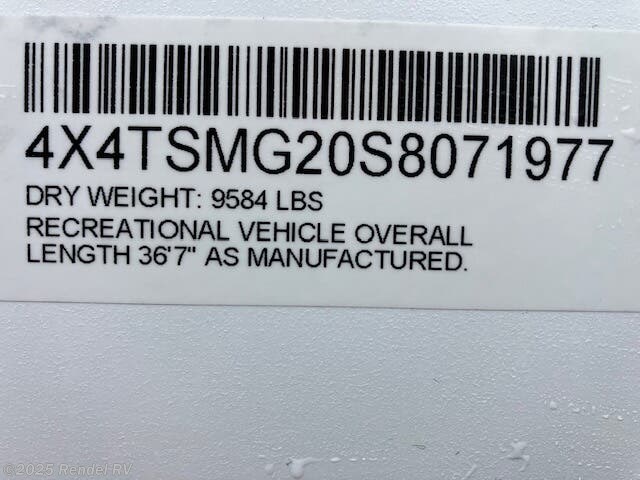 4X4TSMG20S8071977
DRY WEIGHT: 9584 LBS
RECREATIONAL VEHICLE OVERALL
LENGTH 36'7" AS MANUFACTURED.
©2025 Rendel RV